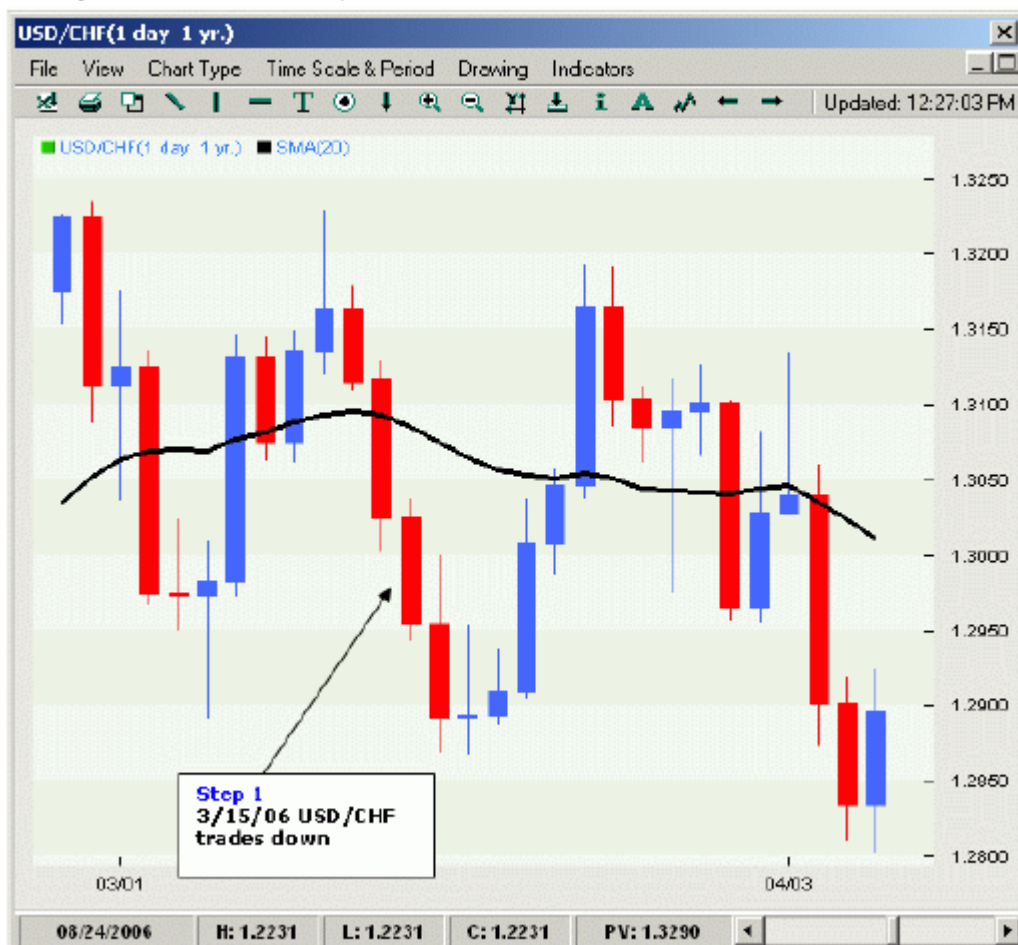 USD/CHF(1 day 1 yr.)
File View Chart Type Time Scale & Period Drawing Indicators
Updated: 12:27:03 PM
USD/CHF(1 day 1 yr.) SMA(20)
1.3250
1.3200
1.3150
1.3100
1.3050
1.3000
1.2950
1.2900
1.2950
1.2800
Step 1
3/15/06 USD/CHF
trades down
03/01 04/03
08/24/2006 H: 1.2231 L: 1.2231 C: 1.2231 PV: 1.3290